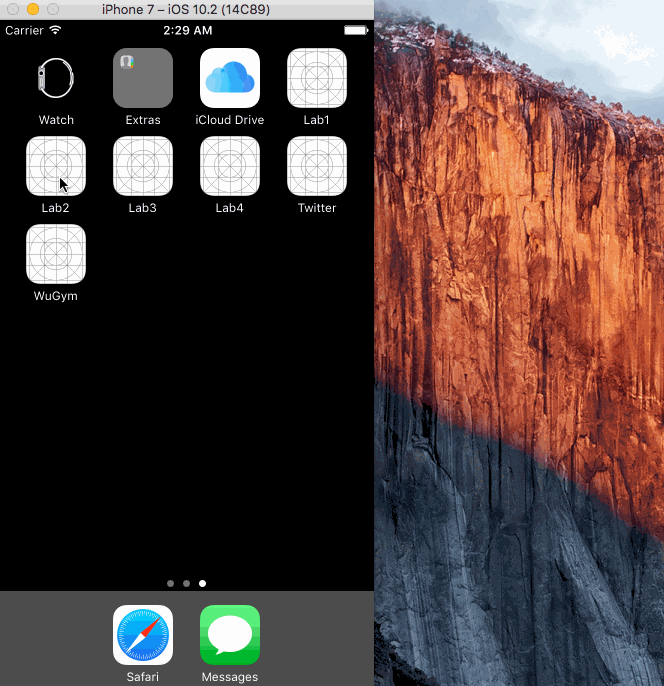 iPhone 7 – iOS 10.2 (14C89)
Carrier 2:29 AM
Watch Extras iCloud Drive Lab1
Lab2 Lab3 Lab4 Twitter
WuGym
Safari Messages